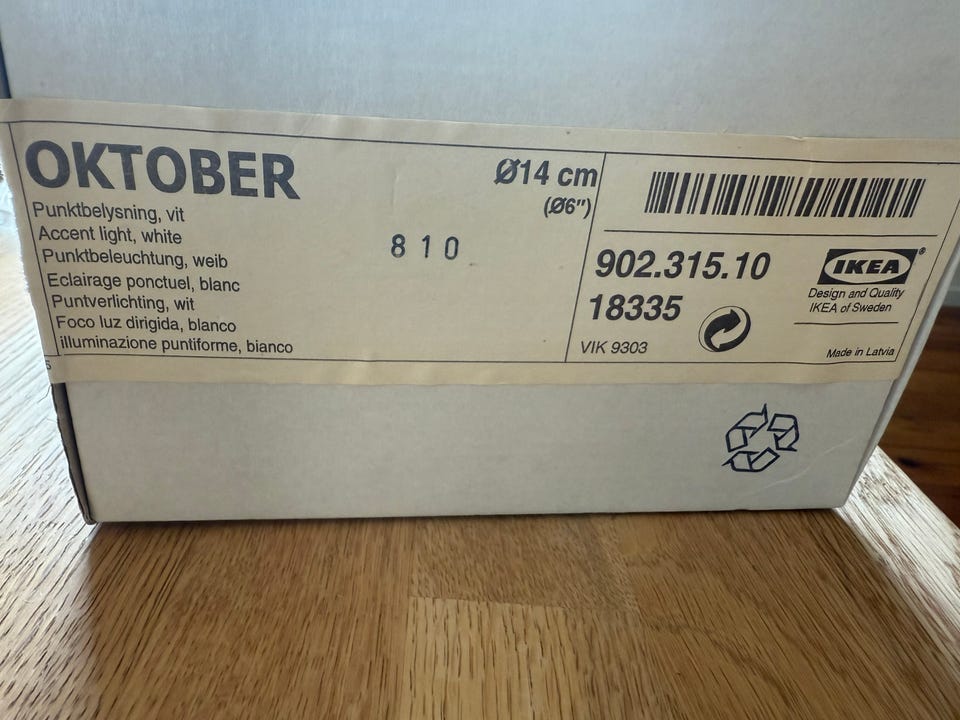 OKTOBER
Punktbelysning, vit
Accent light, white
Punktbeleuchtung, weib
Eclairage ponctuel, blanc
Puntverlichting, wit
Foco luz dirigida, blanco
illuminazione puntiforme, bianco
810
Ø14 cm
(Ø6")
902.315.10
18335
VIK 9303
IKEA®
Design and Quality
IKEA of Sweden
Made in Latvia
5